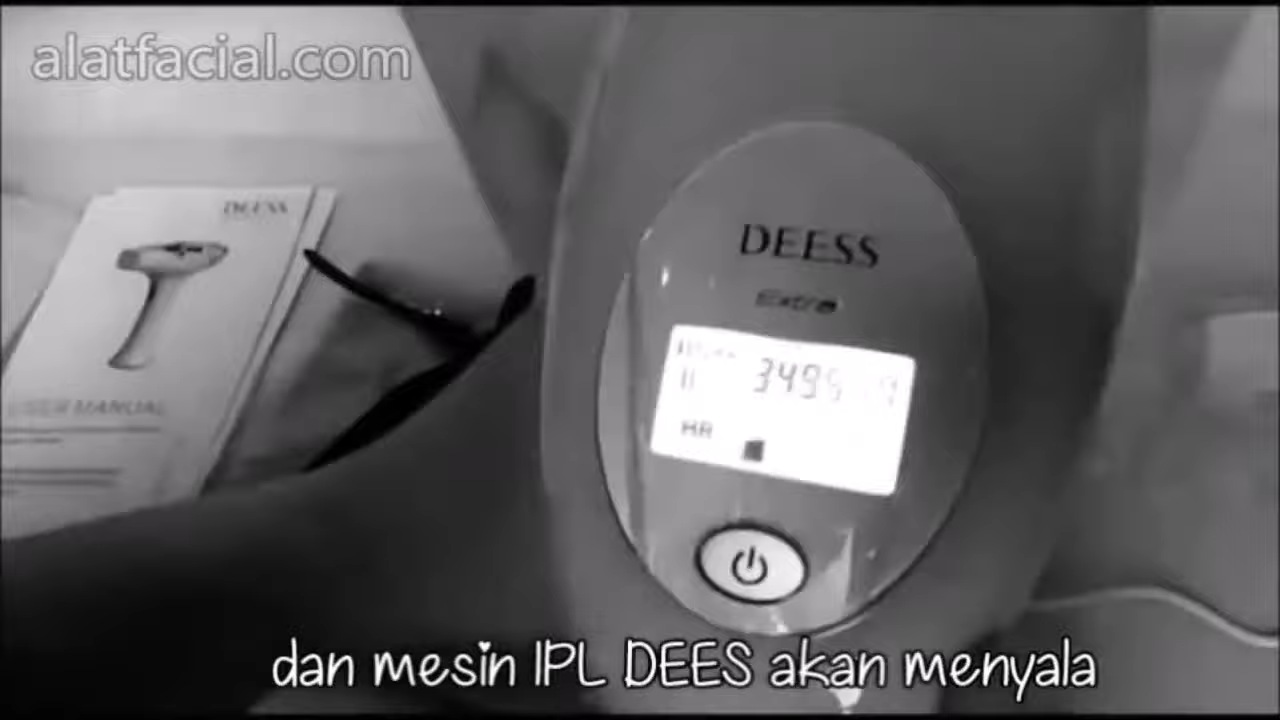 alatfacial.com
DEESS
USER MANUAL
DEESS
Extra
HR
dan mesin IPL DEES akan menyala